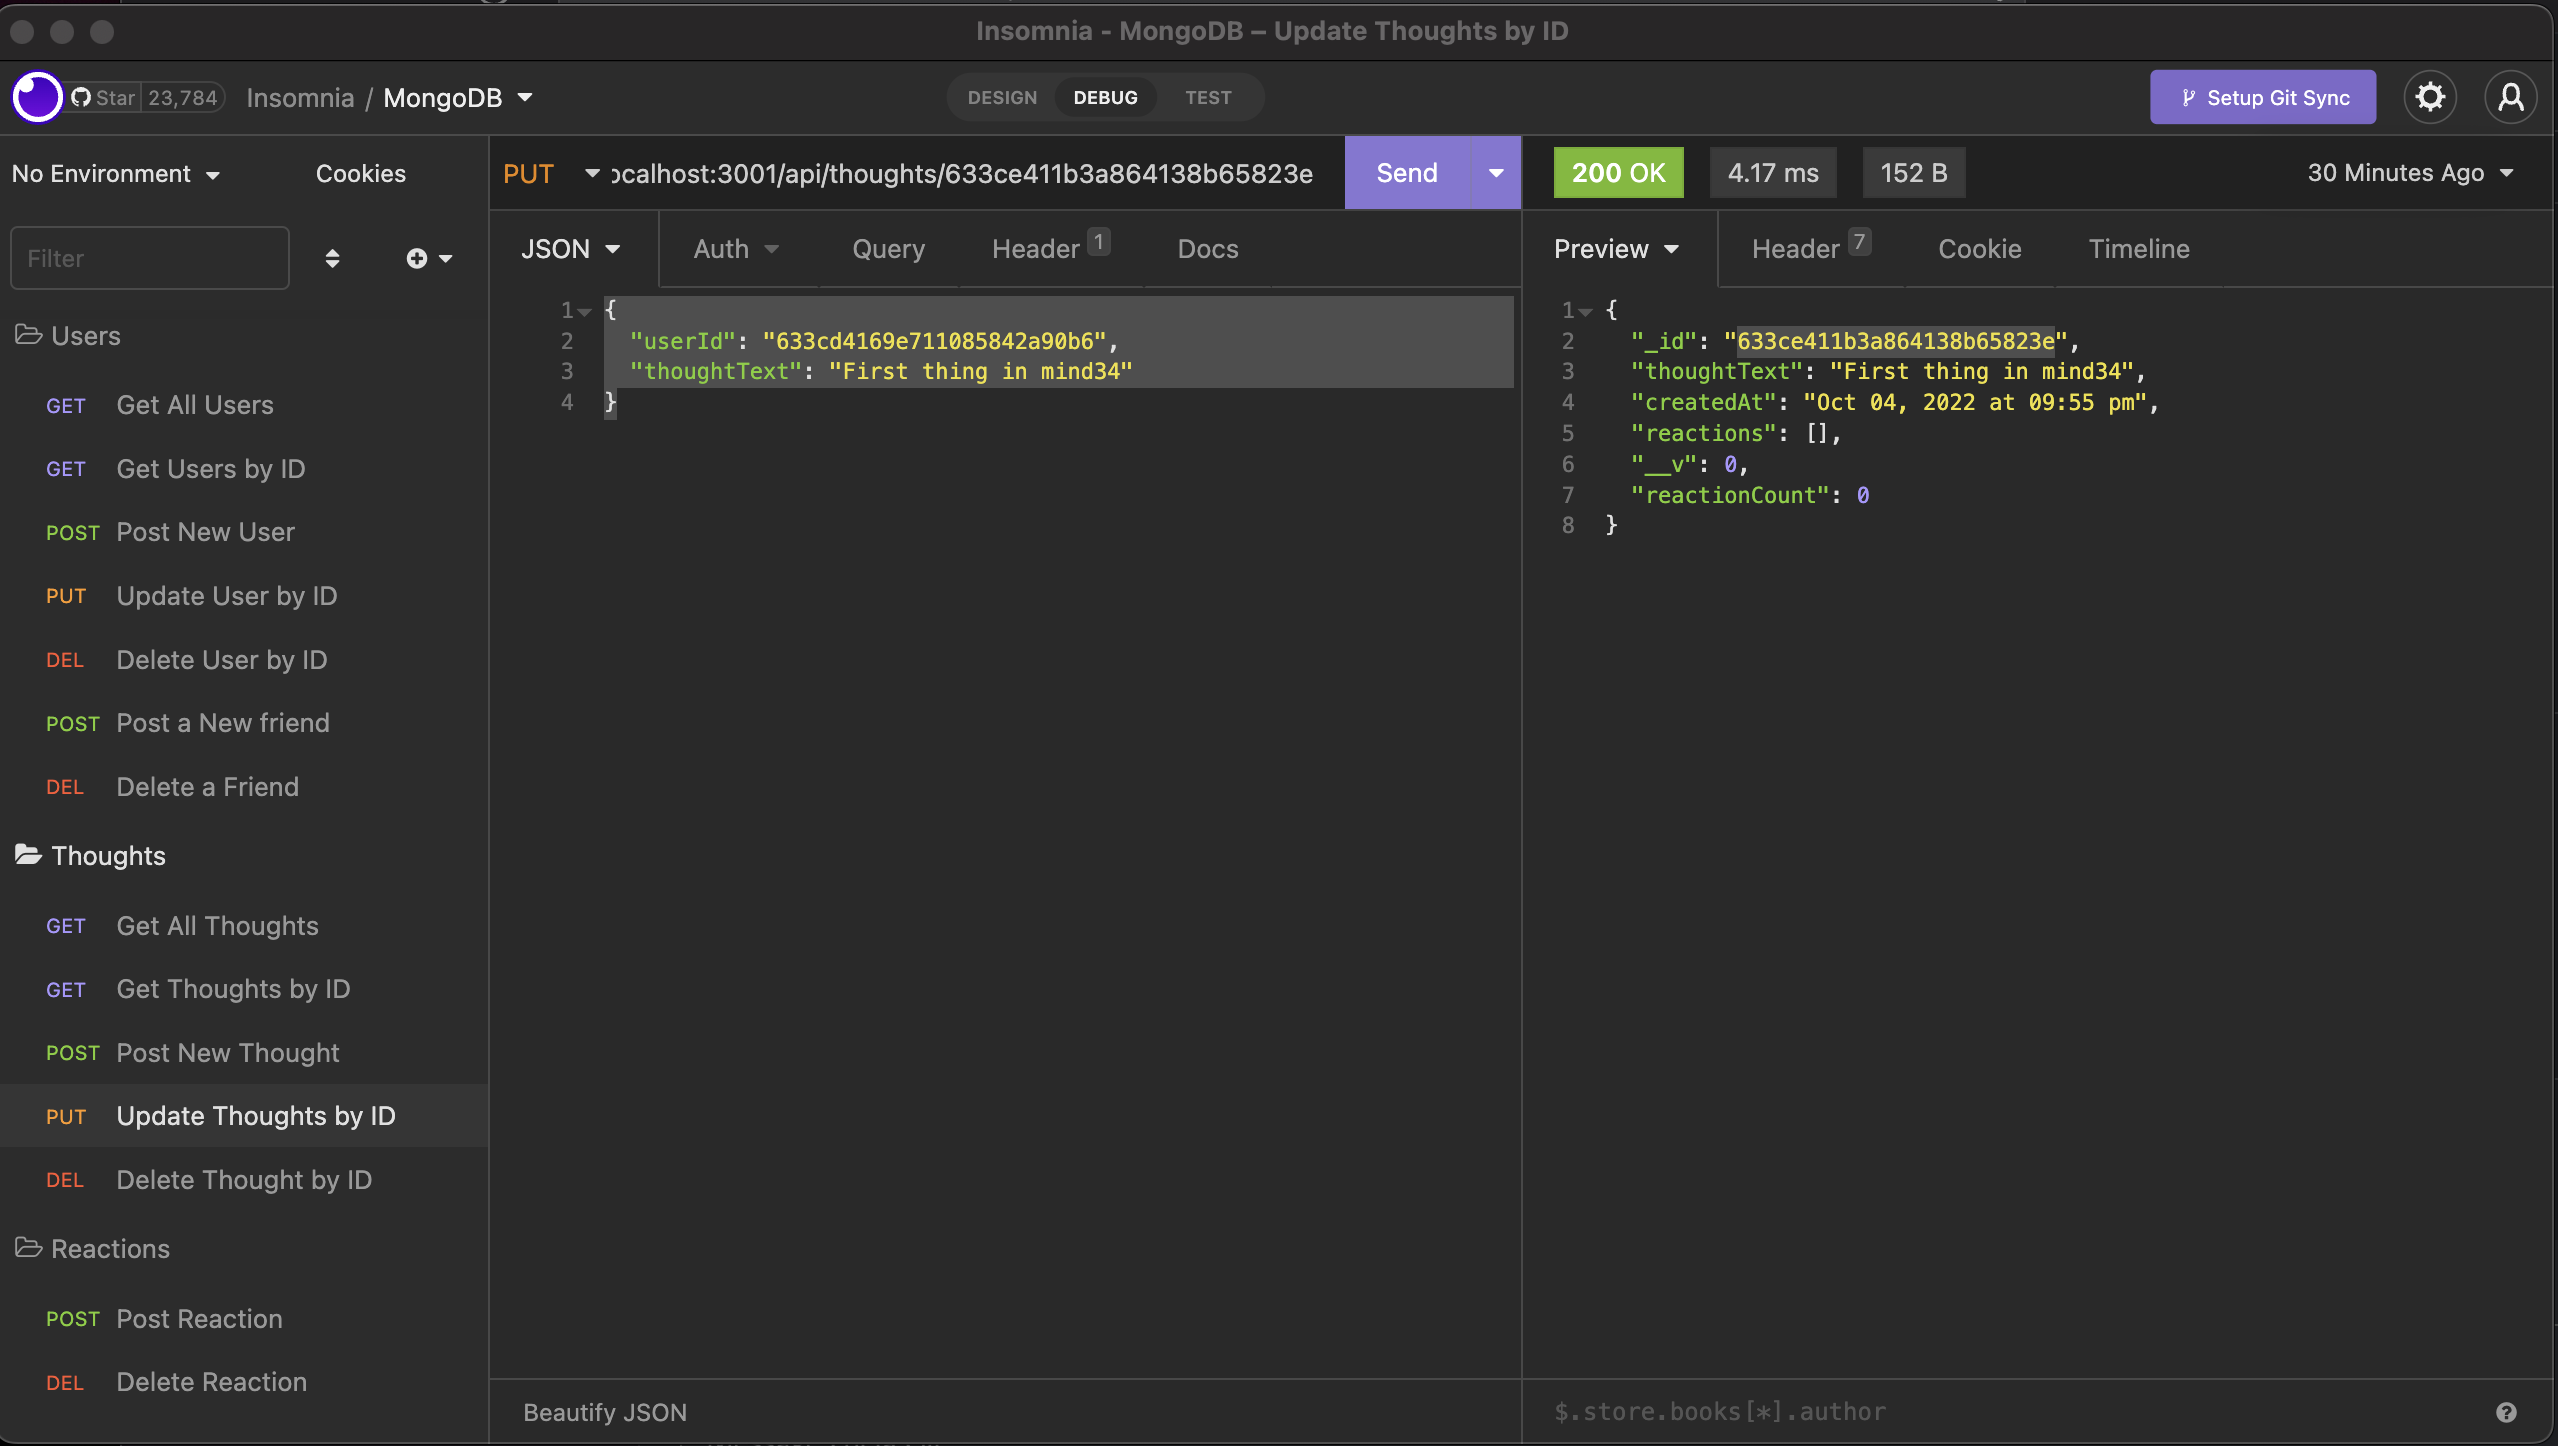 Insomnia - MongoDB – Update Thoughts by ID
Star 23,784 Insomnia / MongoDB DESIGN DEBUG TEST Setup Git Sync
No Environment Cookies
PUT ocalhost:3001/api/thoughts/633ce411b3a864138b65823e Send
200 OK 4.17 ms 152 B 30 Minutes Ago
Filter
JSON Auth Query Header 1 Docs
Preview Header 7 Cookie Timeline
Users
GET Get All Users
GET Get Users by ID
POST Post New User
PUT Update User by ID
DEL Delete User by ID
POST Post a New friend
DEL Delete a Friend
Thoughts
GET Get All Thoughts
GET Get Thoughts by ID
POST Post New Thought
PUT Update Thoughts by ID
DEL Delete Thought by ID
Reactions
POST Post Reaction
DEL Delete Reaction
1 {
2 "userId": "633cd4169e711085842a90b6",
3 "thoughtText": "First thing in mind34"
4 }
Beautify JSON
1 {
2 "_id": "633ce411b3a864138b65823e",
3 "thoughtText": "First thing in mind34",
4 "createdAt": "Oct 04, 2022 at 09:55 pm",
5 "reactions": [],
6 "__v": 0,
7 "reactionCount": 0
8 }
$.store.books[*].author